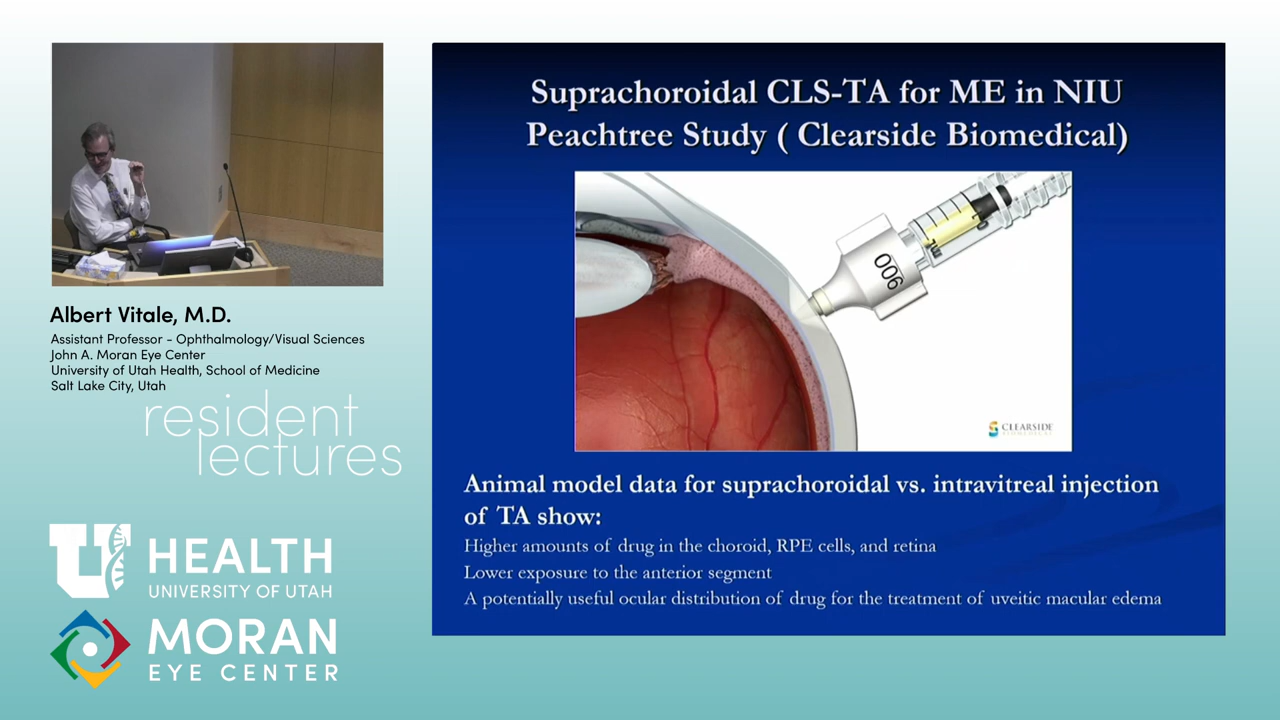 Albert Vitale, M.D.
Assistant Professor - Ophthalmology/Visual Sciences
John A. Moran Eye Center
University of Utah Health, School of Medicine
Salt Lake City, Utah
resident
lectures
U
HEALTH
UNIVERSITY OF UTAH
MORAN
EYE CENTER
Suprachoroidal CLS-TA for ME in NIU
Peachtree Study ( Clearside Biomedical)
900
CLEARSIDE
BIOMEDICAL
Animal model data for suprachoroidal vs. intravitreal injection
of TA show:
Higher amounts of drug in the choroid, RPE cells, and retina
Lower exposure to the anterior segment
A potentially useful ocular distribution of drug for the treatment of uveitic macular edema